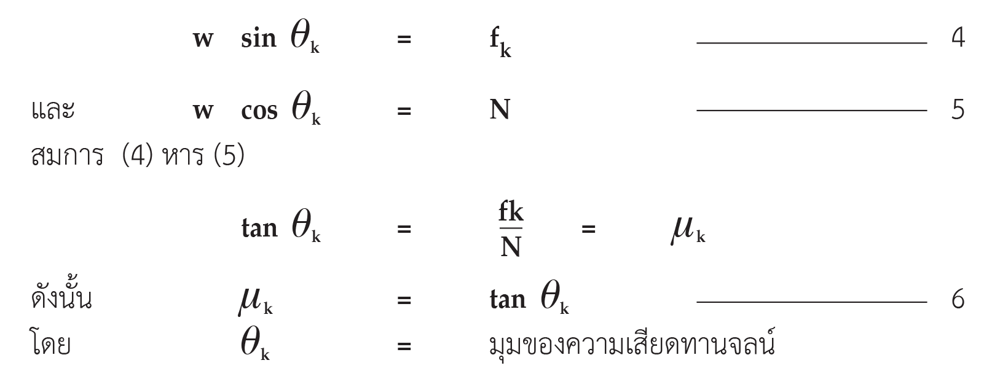 w sin θk = fk ———— 4
และ w cos θk = N ———— 5
สมการ (4) หาร (5)
tan θk = fk/N = μk
ดังนั้น μk = tan θk ———— 6
โดย θk = มุมของความเสียดทานจลน์